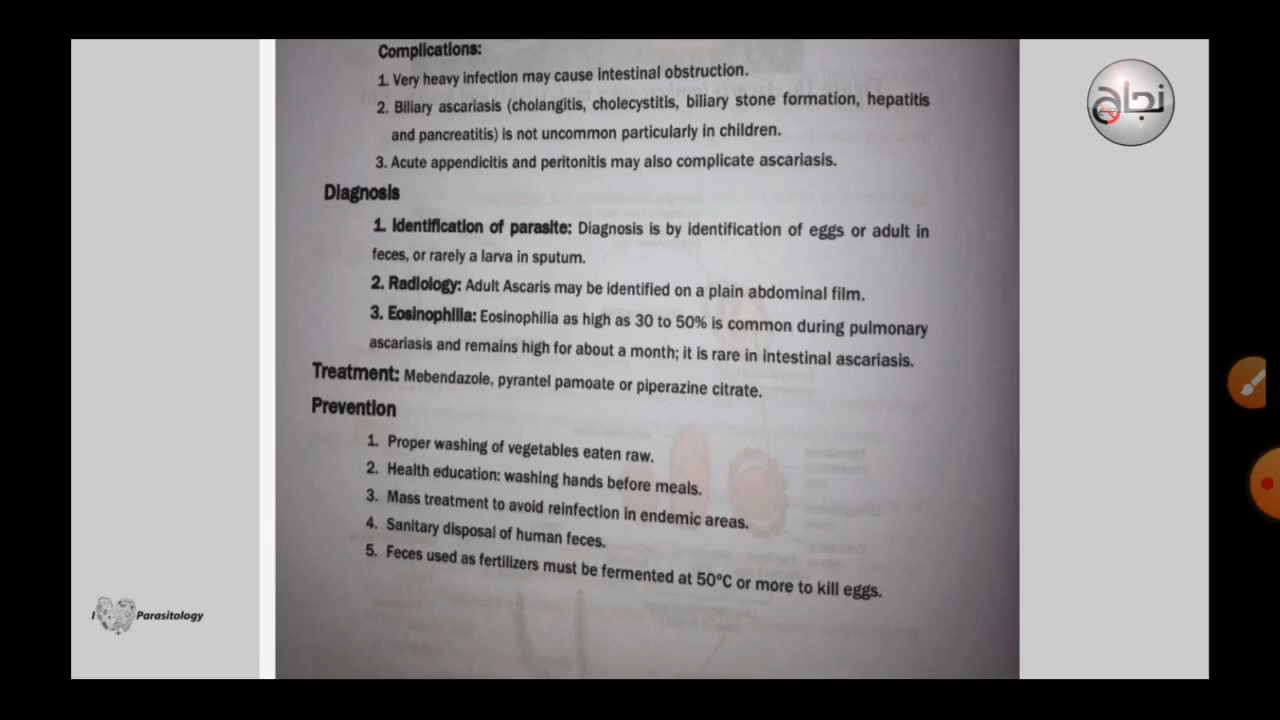 Complications:
1. Very heavy infection may cause intestinal obstruction.
2. Biliary ascariasis (cholangitis, cholecystitis, biliary stone formation, hepatitis
and pancreatitis) is not uncommon particularly in children.
3. Acute appendicitis and peritonitis may also complicate ascariasis.
Diagnosis
1. Identification of parasite: Diagnosis is by identification of eggs or adult in
feces, or rarely a larva in sputum.
2. Radiology: Adult Ascaris may be identified on a plain abdominal film.
3. Eosinophilia: Eosinophilia as high as 30 to 50% is common during pulmonary
ascariasis and remains high for about a month; it is rare in intestinal ascariasis.
Treatment: Mebendazole, pyrantel pamoate or piperazine citrate.
Prevention
1. Proper washing of vegetables eaten raw.
2. Health education: washing hands before meals.
3. Mass treatment to avoid reinfection in endemic areas.
4. Sanitary disposal of human feces.
5. Feces used as fertilizers must be fermented at 50°C or more to kill eggs.
نجاح
I Parasitology